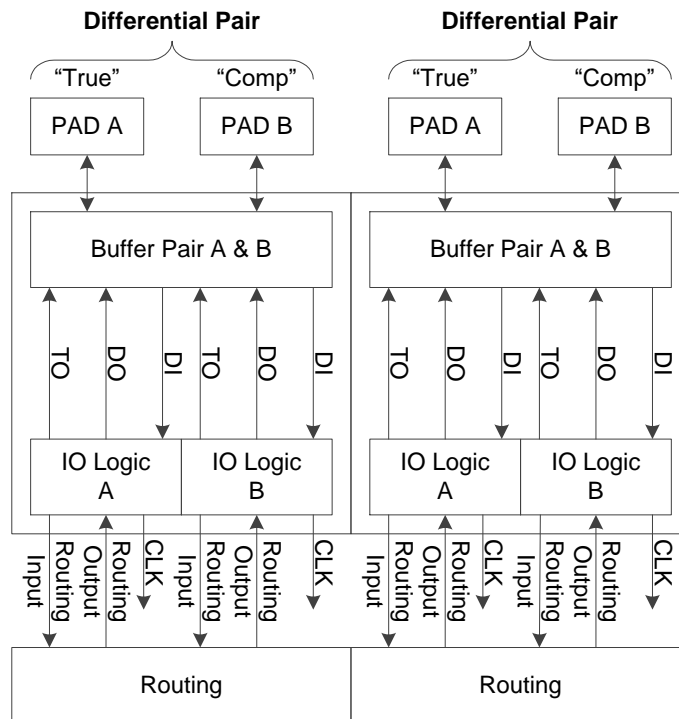 Differential Pair Differential Pair
“True” “Comp” “True” “Comp”
PAD A PAD B PAD A PAD B
Buffer Pair A & B Buffer Pair A & B
TO DO DI TO DO DI TO DO DI TO DO DI
IO Logic A IO Logic B IO Logic A IO Logic B
Routing Input Routing Output CLK Routing Input Routing Output CLK Routing Input Routing Output CLK Routing Input Routing Output CLK
Routing Routing